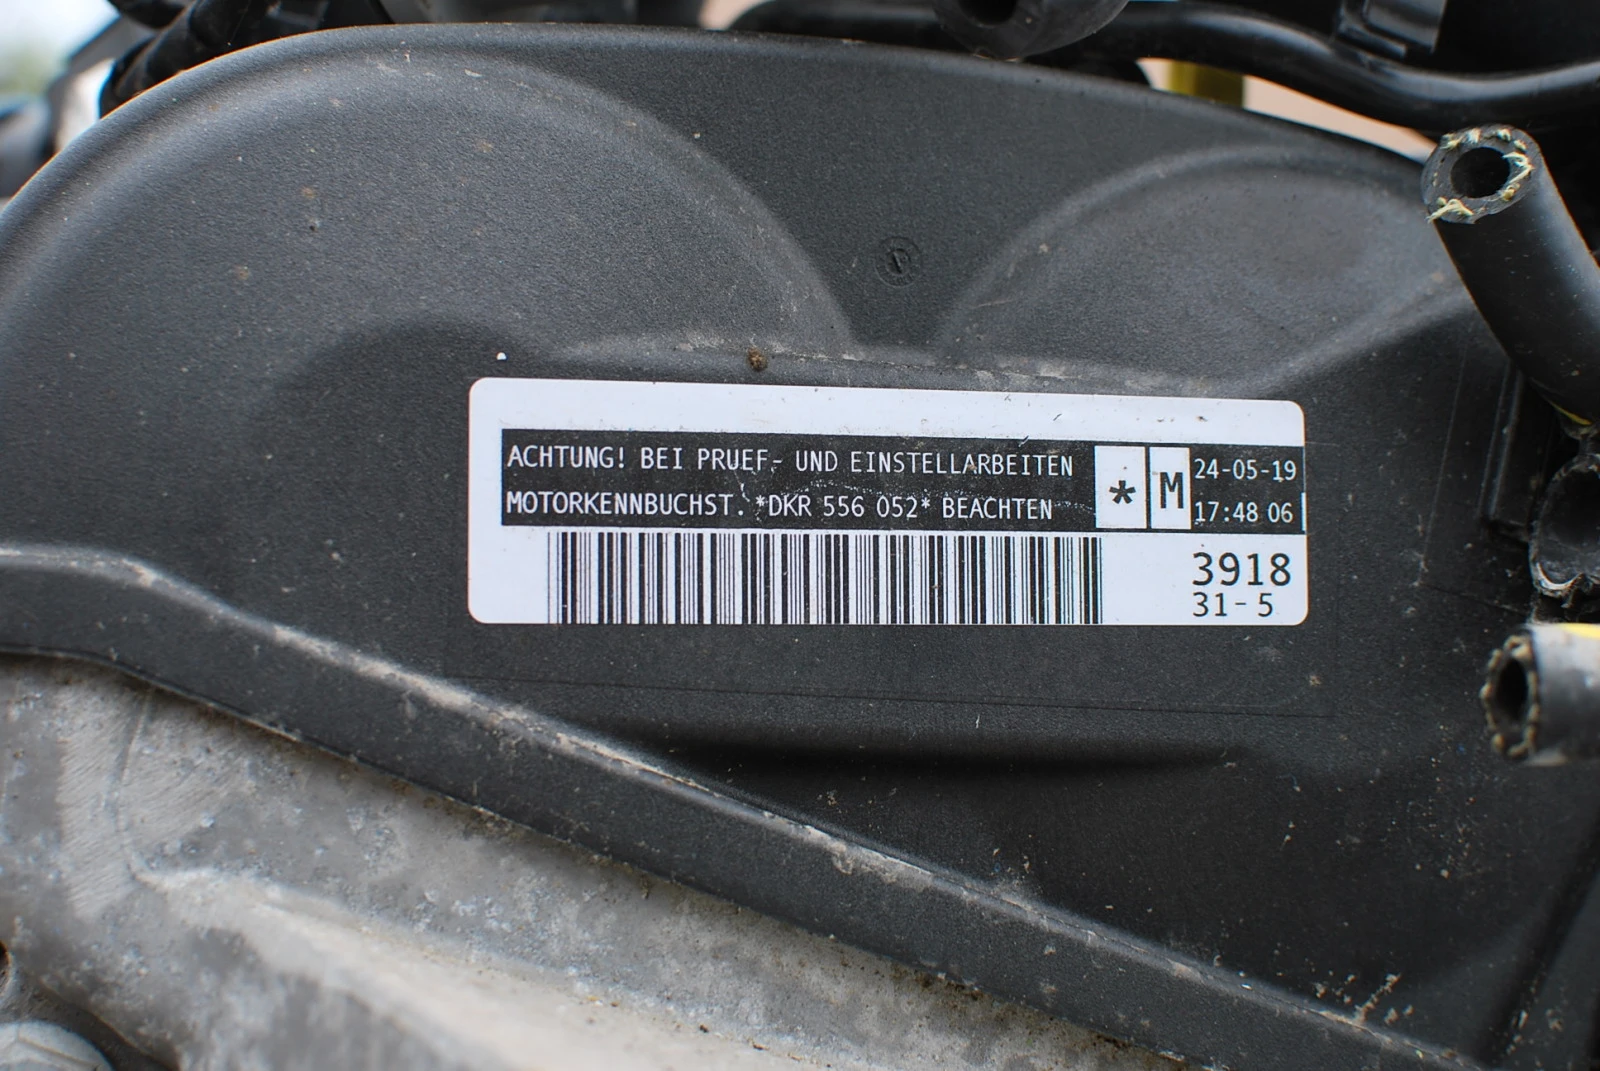 ACHTUNG! BEI PRUEF- UND EINSTELLARBEITEN
MOTORKENNBUCHST. *DKR 556 052* BEACHTEN
* M
24-05-19
17:48 06
3918
31-5